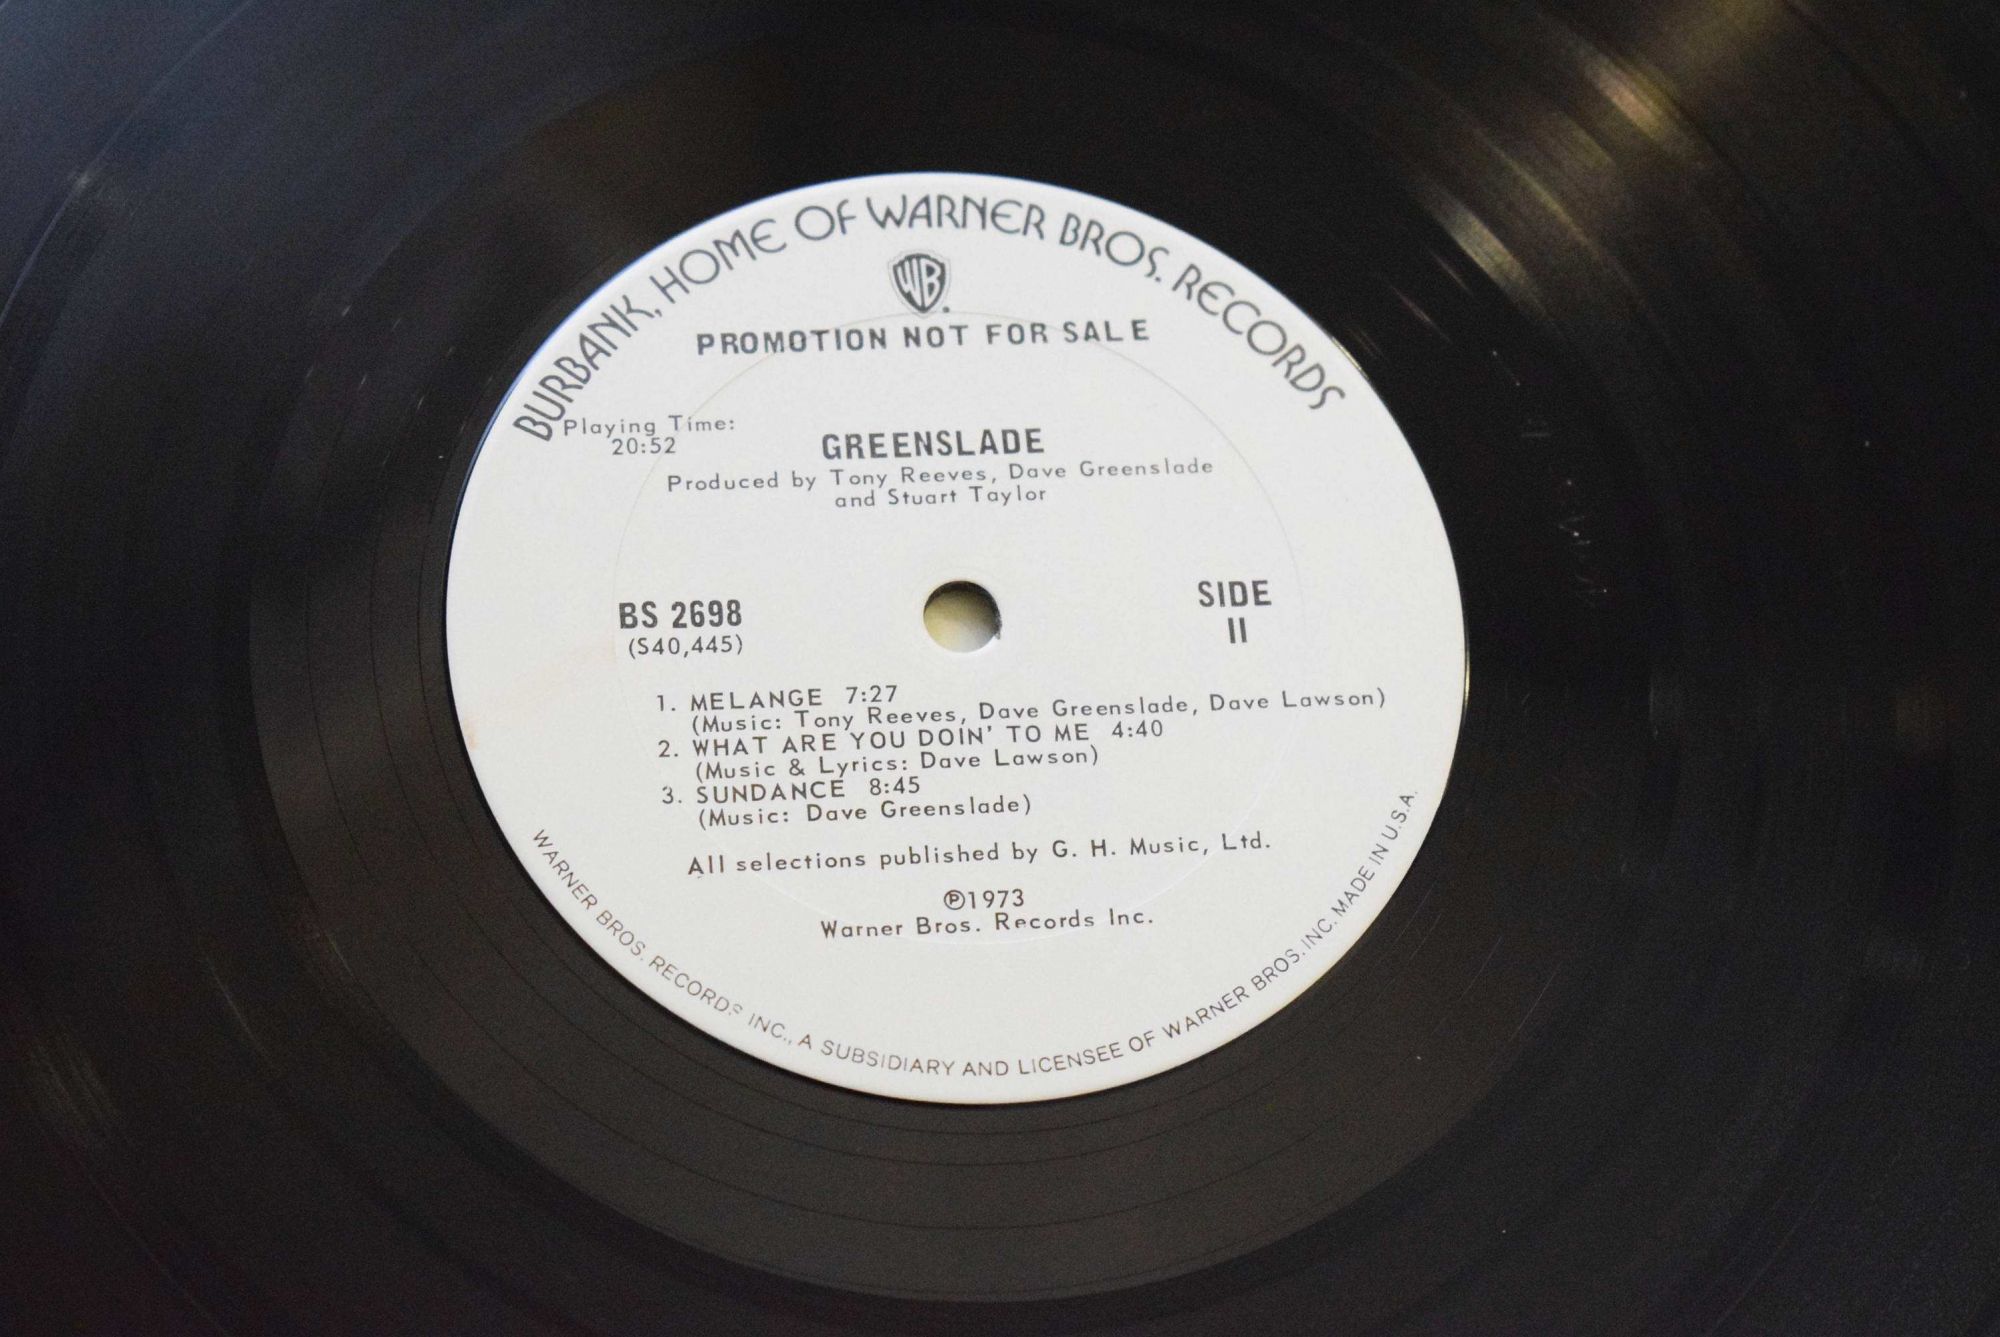 BURBANK, HOME OF WARNER BROS. RECORDS
WB
PROMOTION NOT FOR SALE
Playing Time:
20:52
GREENSLADE
Produced by Tony Reeves, Dave Greenslade
and Stuart Taylor
BS 2698
(S40,445)
SIDE
II
1. MELANGE 7:27
(Music: Tony Reeves, Dave Greenslade, Dave Lawson)
2. WHAT ARE YOU DOIN' TO ME 4:40
(Music & Lyrics: Dave Lawson)
3. SUNDANCE 8:45
(Music: Dave Greenslade)
All selections published by G. H. Music, Ltd.
℗1973
Warner Bros. Records Inc.
WARNER BROS. RECORDS INC., A SUBSIDIARY AND LICENSEE OF WARNER BROS. INC. MADE IN U.S.A.